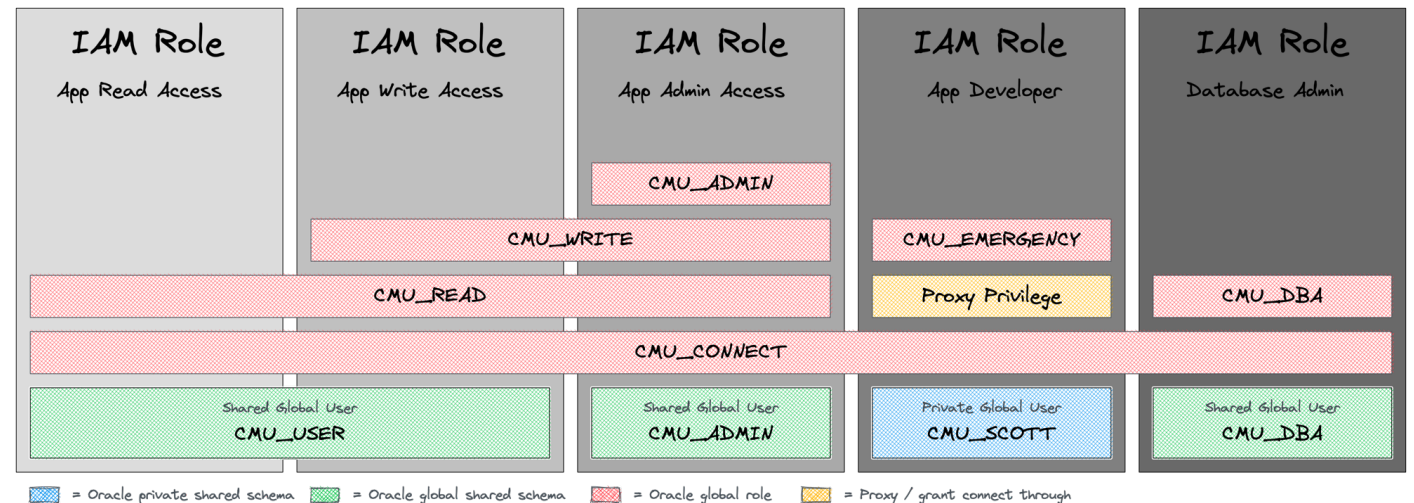 IAM Role
App Read Access
IAM Role
App Write Access
IAM Role
App Admin Access
IAM Role
App Developer
IAM Role
Database Admin
CMU_ADMIN
CMU_WRITE
CMU_EMERGENCY
CMU_READ
Proxy Privilege
CMU_DBA
CMU_CONNECT
Shared Global User
CMU_USER
Shared Global User
CMU_ADMIN
Private Global User
CMU_SCOTT
Shared Global User
CMU_DBA
= Oracle private shared schema
= Oracle global shared schema
= Oracle global role
= Proxy / grant connect through